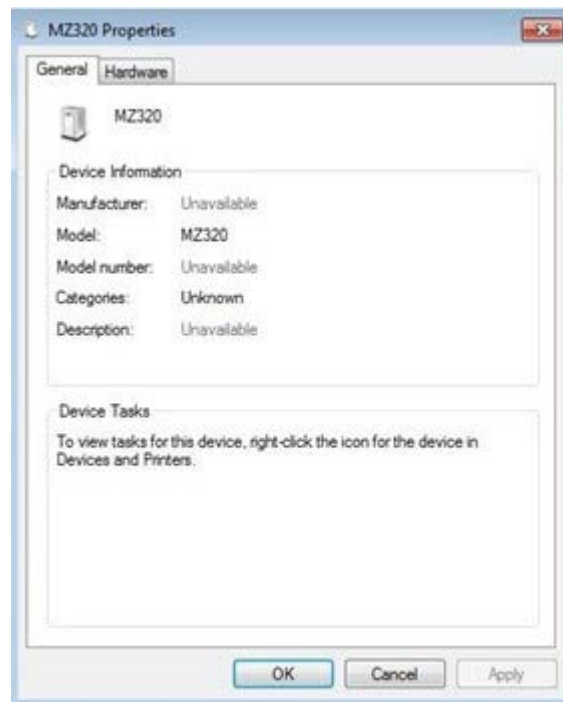 MZ320 Properties
General Hardware
MZ320
Device Information
Manufacturer: Unavailable
Model: MZ320
Model number: Unavailable
Categories: Unknown
Description: Unavailable
Device Tasks
To view tasks for this device, right-click the icon for the device in
Devices and Printers.
OK Cancel Apply